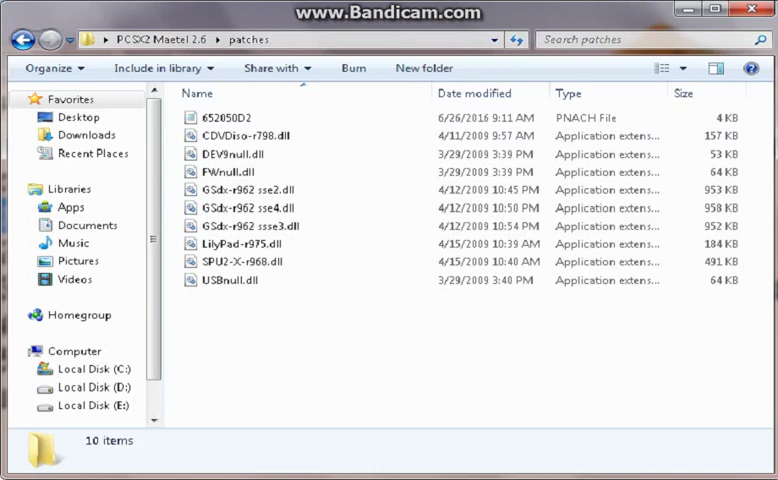 www.Bandicam.com
PCSX2 Maetel 2.6 ▸ patches
Search patches
Organize
Include in library
Share with
Burn
New folder
Name Date modified Type Size
Favorites
Desktop
Downloads
Recent Places
Libraries
Apps
Documents
Music
Pictures
Videos
Homegroup
Computer
Local Disk (C:)
Local Disk (D:)
Local Disk (E:)
652050D2 6/26/2016 9:11 AM PNACH File 4 KB
CDVDiso-r798.dll 4/11/2009 9:57 AM Application extens... 157 KB
DEV9null.dll 3/29/2009 3:39 PM Application extens... 53 KB
FWnull.dll 3/29/2009 3:39 PM Application extens... 64 KB
GSdx-r962 sse2.dll 4/12/2009 10:45 PM Application extens... 953 KB
GSdx-r962 sse4.dll 4/12/2009 10:50 PM Application extens... 958 KB
GSdx-r962 ssse3.dll 4/12/2009 10:54 PM Application extens... 952 KB
LilyPad-r975.dll 4/15/2009 10:39 AM Application extens... 184 KB
SPU2-X-r968.dll 4/15/2009 10:40 AM Application extens... 491 KB
USBnull.dll 3/29/2009 3:40 PM Application extens... 64 KB
10 items